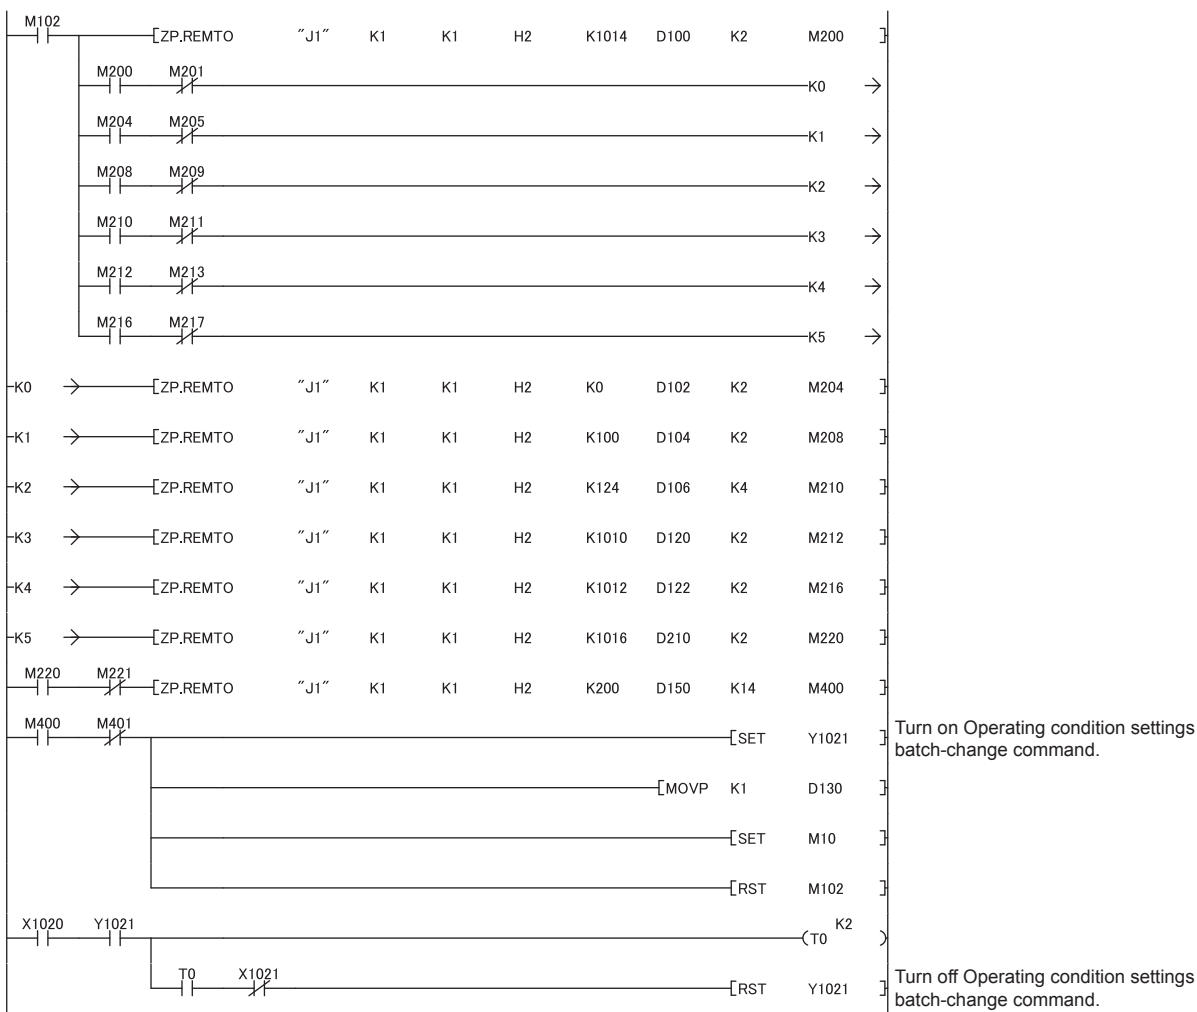 M102
[ZP.REMTO ″J1″ K1 K1 H2 K1014 D100 K2 M200 ]
M200 M201
K0
M204 M205
K1
M208 M209
K2
M210 M211
K3
M212 M213
K4
M216 M217
K5
K0 [ZP.REMTO ″J1″ K1 K1 H2 K0 D102 K2 M204 ]
K1 [ZP.REMTO ″J1″ K1 K1 H2 K100 D104 K2 M208 ]
K2 [ZP.REMTO ″J1″ K1 K1 H2 K124 D106 K4 M210 ]
K3 [ZP.REMTO ″J1″ K1 K1 H2 K1010 D120 K2 M212 ]
K4 [ZP.REMTO ″J1″ K1 K1 H2 K1012 D122 K2 M216 ]
K5 [ZP.REMTO ″J1″ K1 K1 H2 K1016 D210 K2 M220 ]
M220 M221
[ZP.REMTO ″J1″ K1 K1 H2 K200 D150 K14 M400 ]
M400 M401
[SET Y1021 ]
Turn on Operating condition settings
batch-change command.
[MOVP K1 D130 ]
[SET M10 ]
[RST M102 ]
X1020 Y1021 K2
(T0 )
T0 X1021
[RST Y1021 ]
Turn off Operating condition settings
batch-change command.